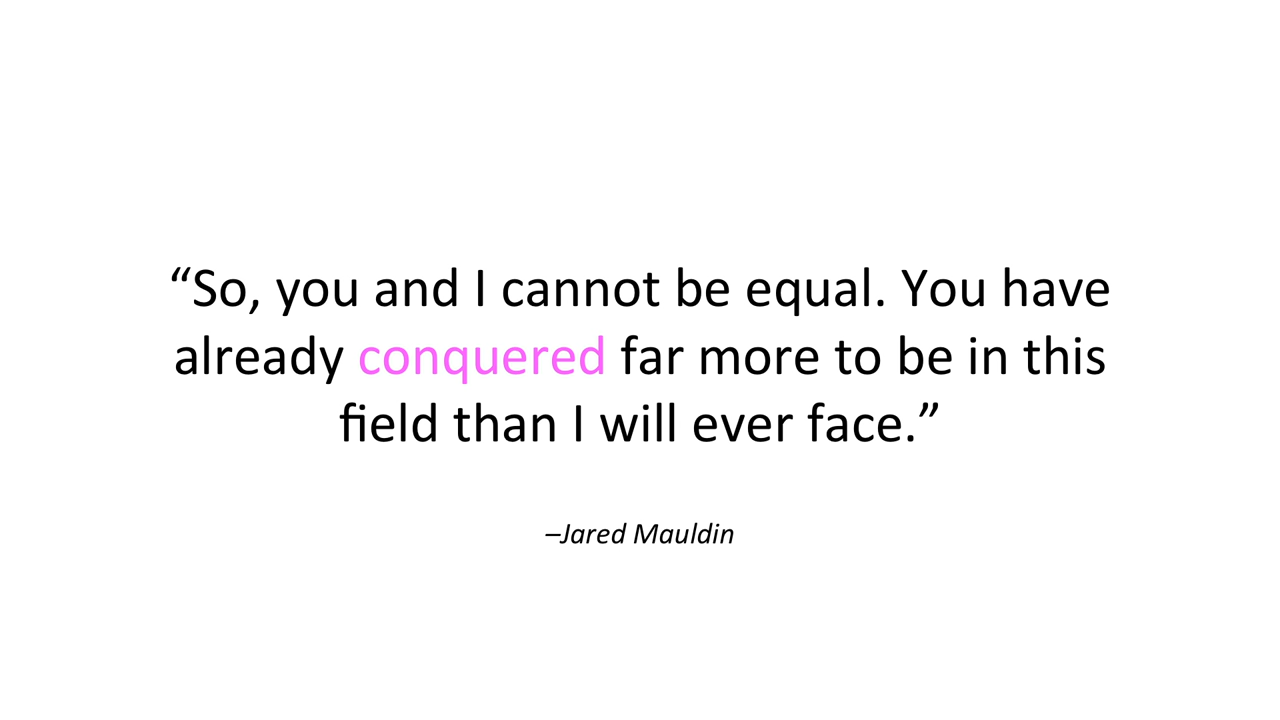 “So, you and I cannot be equal. You have
already conquered far more to be in this
field than I will ever face.”
–Jared Mauldin